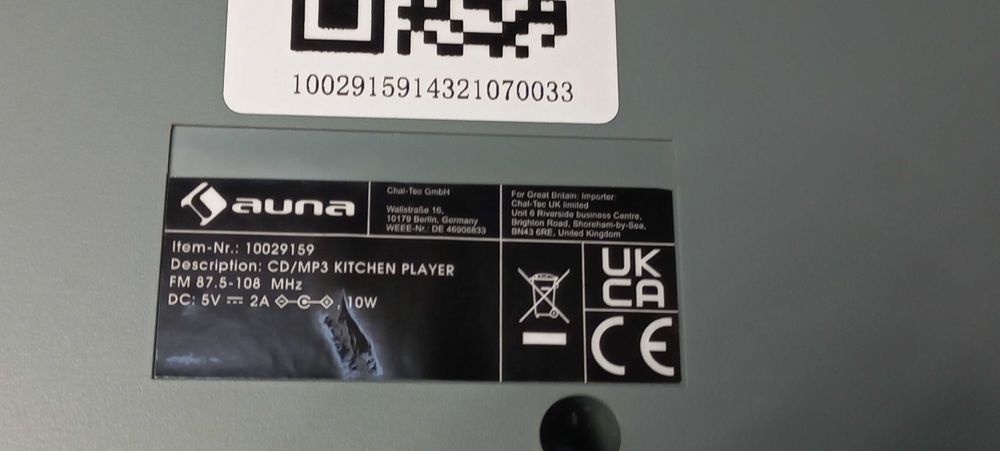 1002915914321070033
auna
Chal-Tec GmbH
Wallstraße 16,
10179 Berlin, Germany
WEEE-Nr.: DE 46906833
For Great Britain: Importer:
Chal-Tec UK limited
Unit 6 Riverside business Centre,
Brighton Road, Shoreham-by-Sea,
BN43 6RE, United Kingdom
Item-Nr.: 10029159
Description: CD/MP3 KITCHEN PLAYER
FM 87.5-108 MHz
DC: 5V 2A , 10W
UK
CA
CE